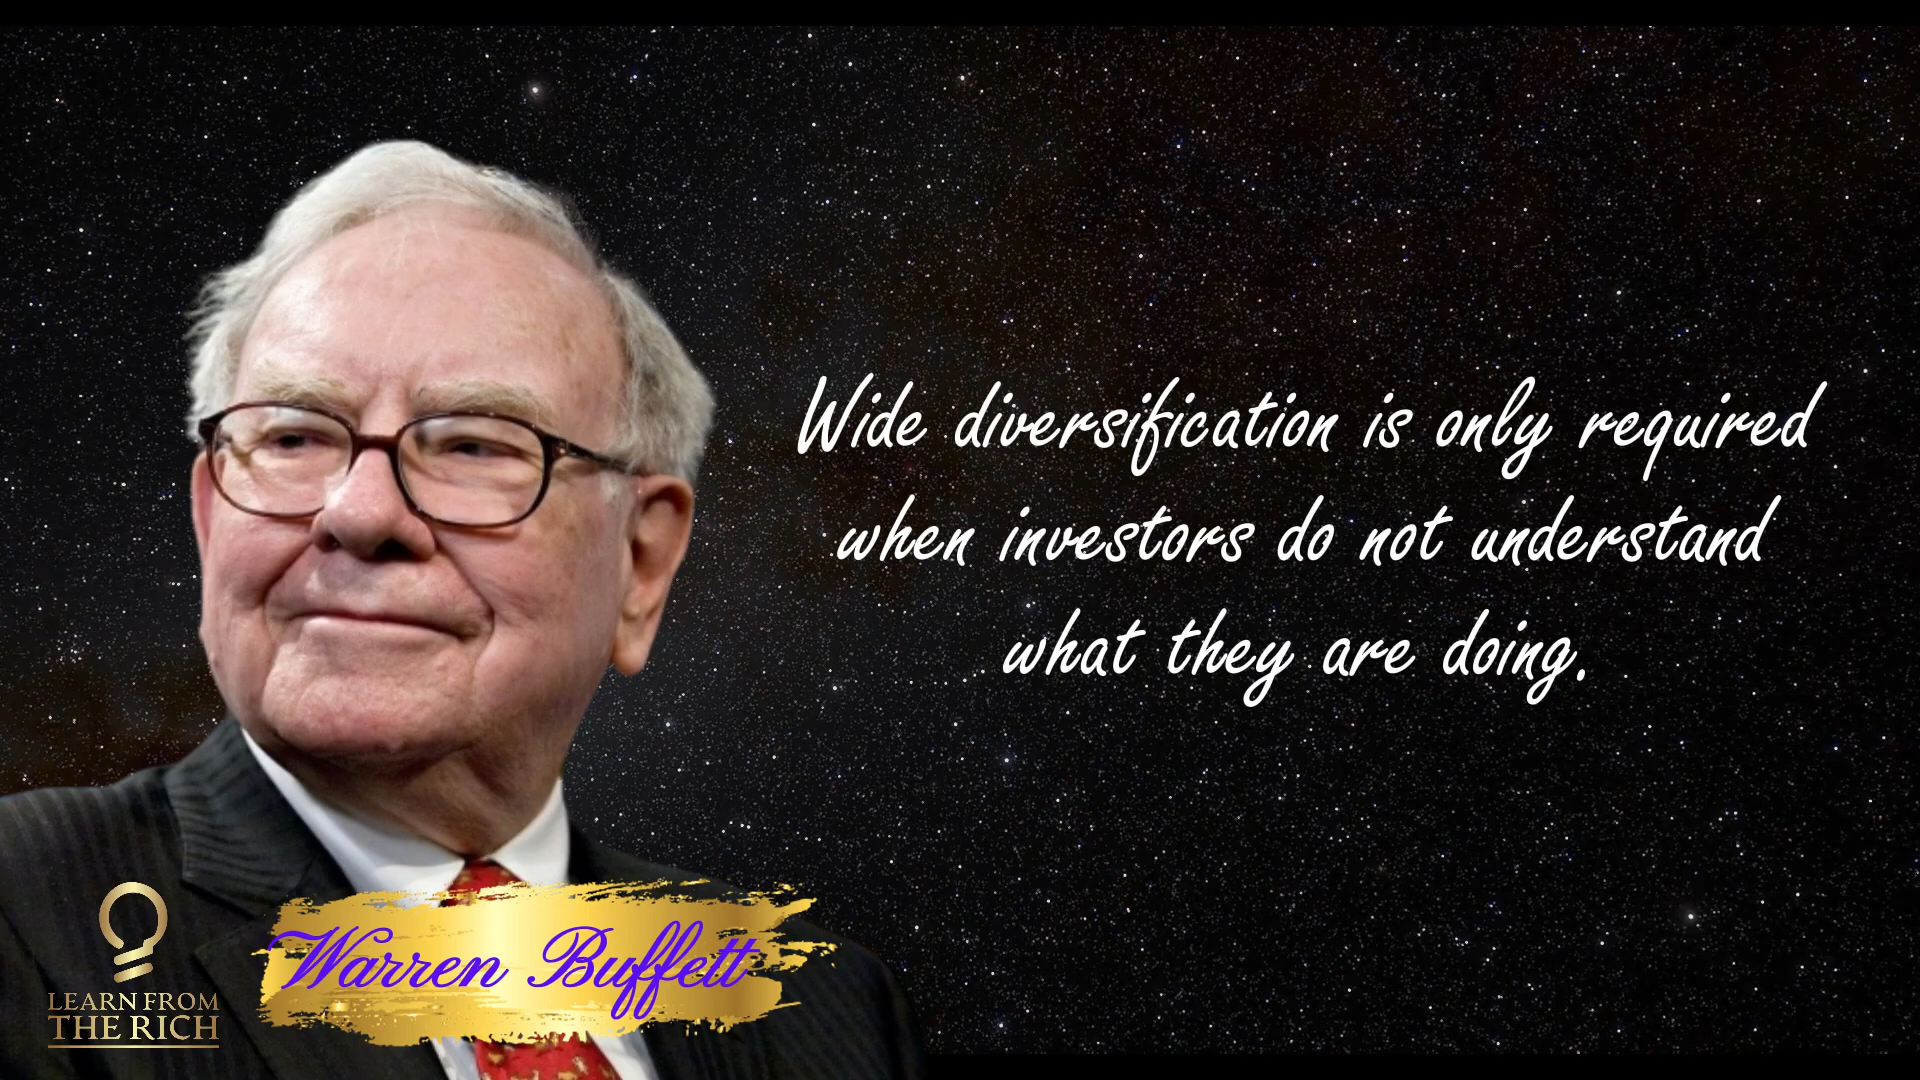 Wide diversification is only required
when investors do not understand
what they are doing.
Warren Buffett
LEARN FROM
THE RICH